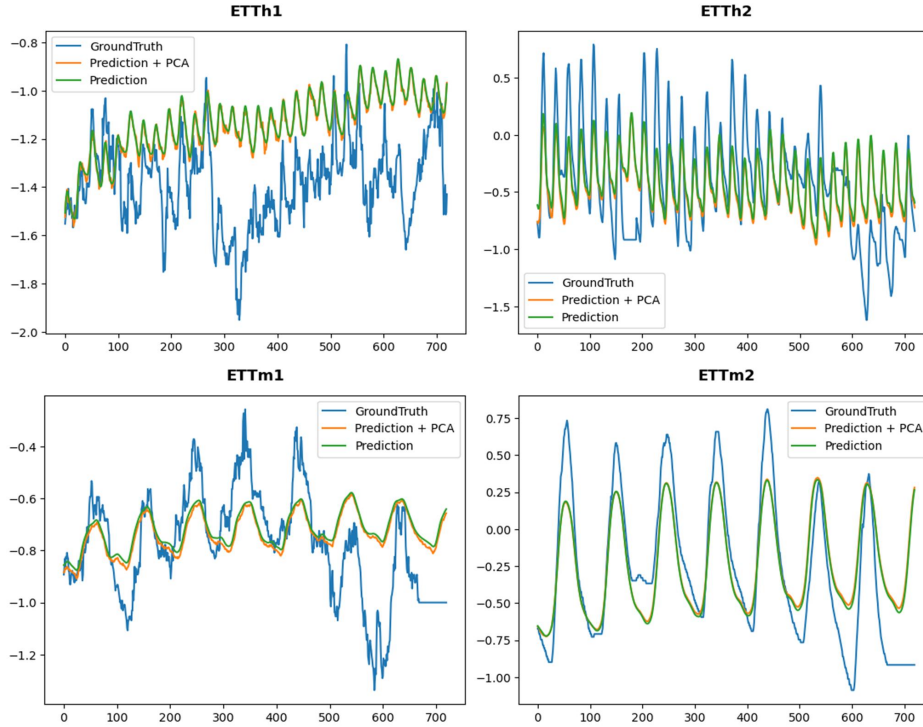 ETTh1
−0.8
−1.0
−1.2
−1.4
−1.6
−1.8
−2.0
GroundTruth
Prediction + PCA
Prediction
0 100 200 300 400 500 600 700
ETTh2
0.5
0.0
−0.5
−1.0
−1.5
GroundTruth
Prediction + PCA
Prediction
0 100 200 300 400 500 600 700
ETTm1
−0.4
−0.6
−0.8
−1.0
−1.2
GroundTruth
Prediction + PCA
Prediction
0 100 200 300 400 500 600 700
ETTm2
0.75
0.50
0.25
0.00
−0.25
−0.50
−0.75
−1.00
GroundTruth
Prediction + PCA
Prediction
0 100 200 300 400 500 600 700